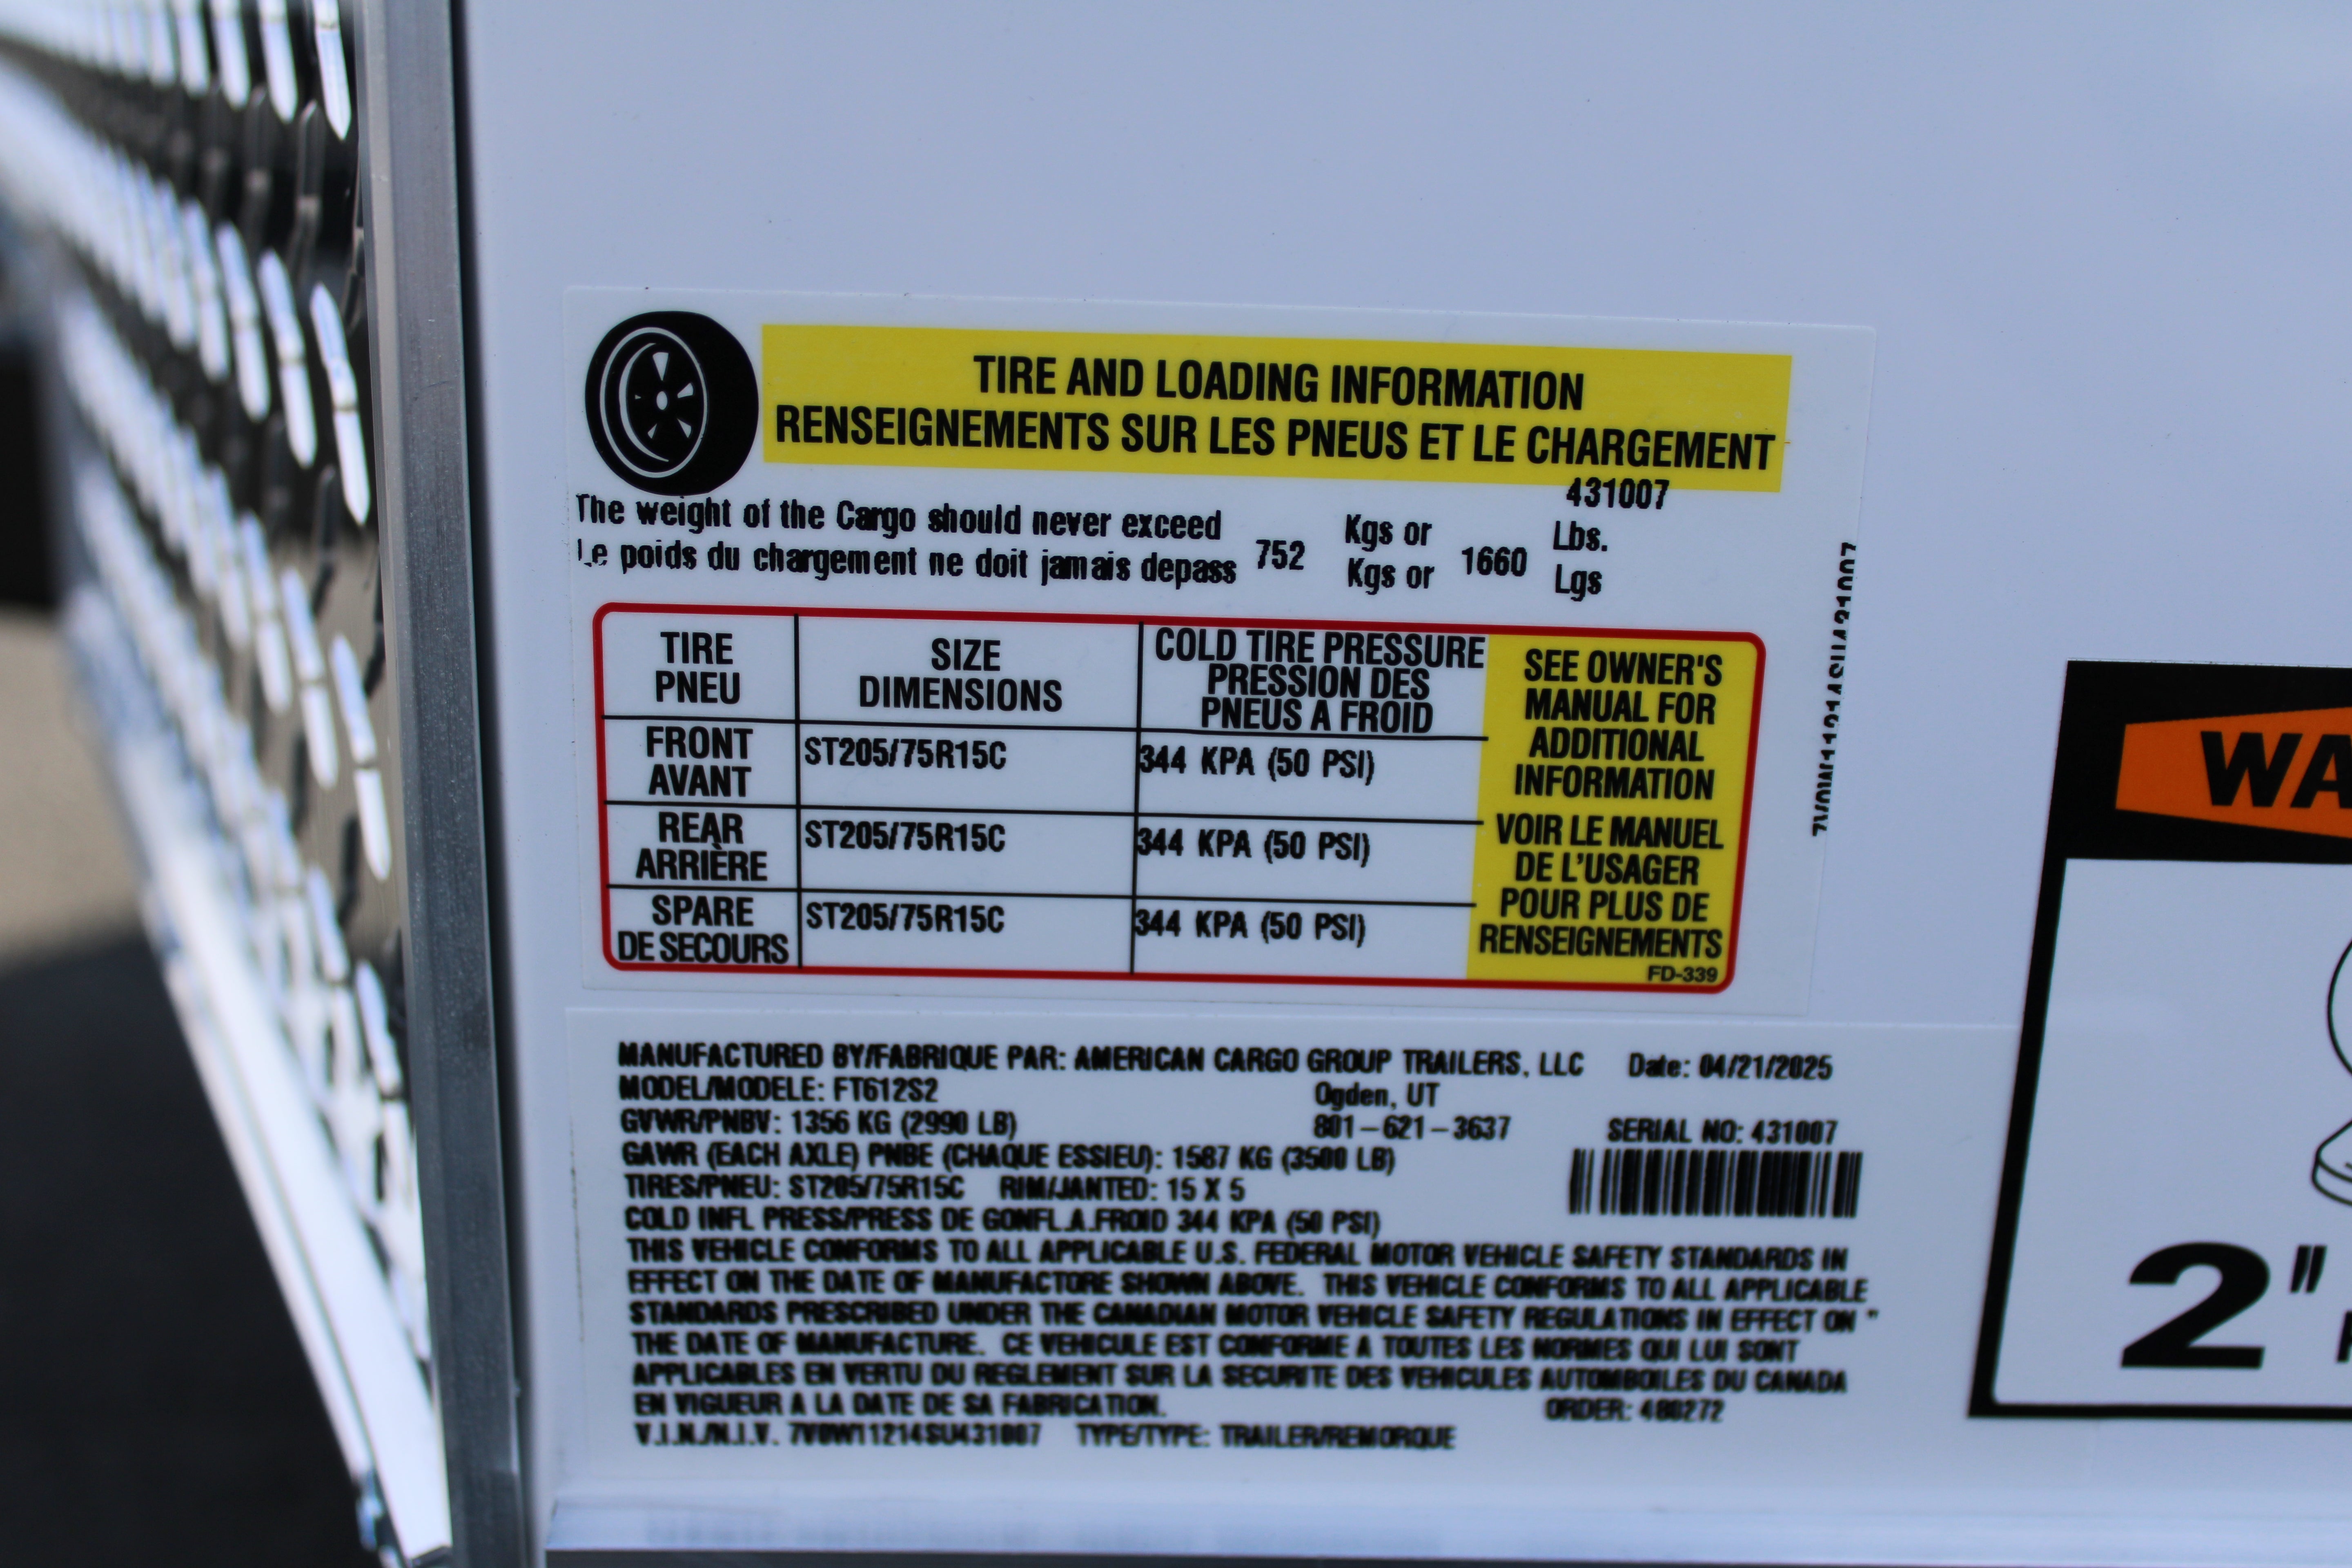 TIRE AND LOADING INFORMATION
RENSEIGNEMENTS SUR LES PNEUS ET LE CHARGEMENT
431007
The weight of the Cargo should never exceed 752 Kgs or 1660 Lbs.
Le poids du chargement ne doit jamais depass Kgs or Lgs
TIRE SIZE COLD TIRE PRESSURE
PNEU DIMENSIONS PRESSION DES
PNEUS A FROID
FRONT ST205/75R15C 344 KPA (50 PSI)
AVANT
REAR ST205/75R15C 344 KPA (50 PSI)
ARRIÈRE
SPARE ST205/75R15C 344 KPA (50 PSI)
DE SECOURS
SEE OWNER'S
MANUAL FOR
ADDITIONAL
INFORMATION
VOIR LE MANUEL
DE L'USAGER
POUR PLUS DE
RENSEIGNEMENTS
FD-339
MANUFACTURED BY/FABRIQUE PAR: AMERICAN CARGO GROUP TRAILERS, LLC Date: 04/21/2025
MODEL/MODELE: FT612S2 Ogden, UT
GVWR/PNBV: 1356 KG (2990 LB) 801-621-3637 SERIAL NO: 431007
GAWR (EACH AXLE) PNBE (CHAQUE ESSIEU): 1587 KG (3500 LB)
TIRES/PNEU: ST205/75R15C RIM/JANTED: 15 X 5
COLD INFL PRESS/PRESS DE GONFL.A.FROID 344 KPA (50 PSI)
THIS VEHICLE CONFORMS TO ALL APPLICABLE U.S. FEDERAL MOTOR VEHICLE SAFETY STANDARDS IN
EFFECT ON THE DATE OF MANUFACTORE SHOWN ABOVE. THIS VEHICLE CONFORMS TO ALL APPLICABLE
STANDARDS PRESCRIBED UNDER THE CANADIAN MOTOR VEHICLE SAFETY REGULATIONS IN EFFECT ON "
THE DATE OF MANUFACTURE. CE VEHICULE EST CONFORME A TOUTES LES NORMES QUI LUI SONT
APPLICABLES EN VERTU DU REGLEMENT SUR LA SECURITE DES VEHICULES AUTOMBOILES DU CANADA
EN VIGUEUR A LA DATE DE SA FABRICATION. ORDER: 480272
V.I.N./N.I.V. 7V0W11214SU431007 TYPE/TYPE: TRAILER/REMORQUE
WA
2"